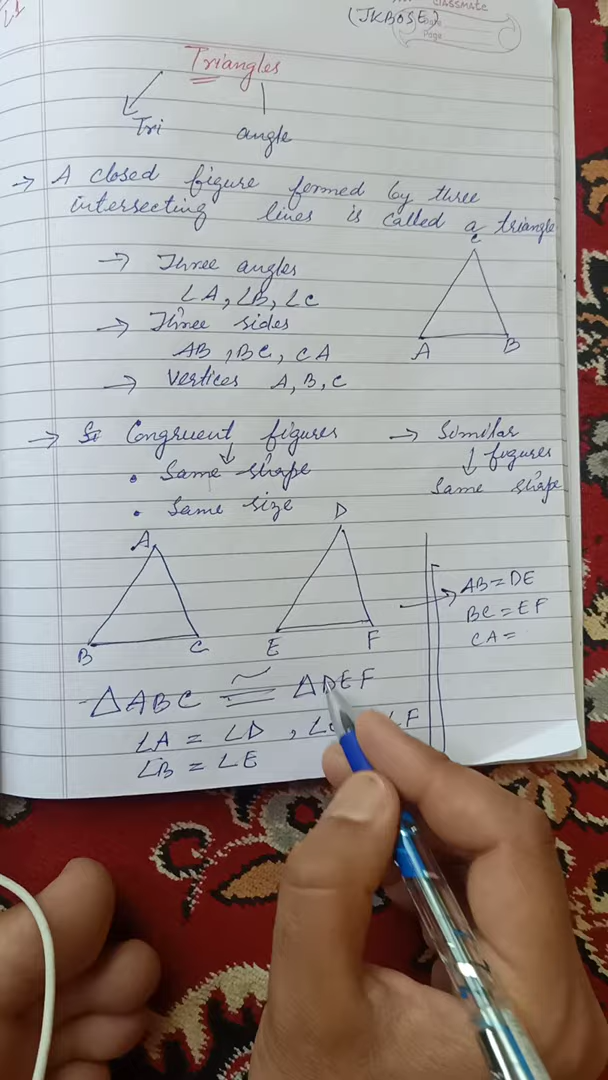 CLASSMATE
(JKBOSE)
Page
Triangles
Tri angle
→ A closed figure formed by three
intersecting lines is called a triangle
→ Three angles
∠A, ∠B, ∠C
→ Three sides
AB, BC, CA
→ Vertices A, B, C
C
A B
→ Congruent figures
• Same shape
• Same size
→ Similar
figures
Same shape
A
B C
D
E F
→ AB = DE
BC = EF
CA =
△ABC ≅ △DEF
∠A = ∠D , ∠F
∠B = ∠E